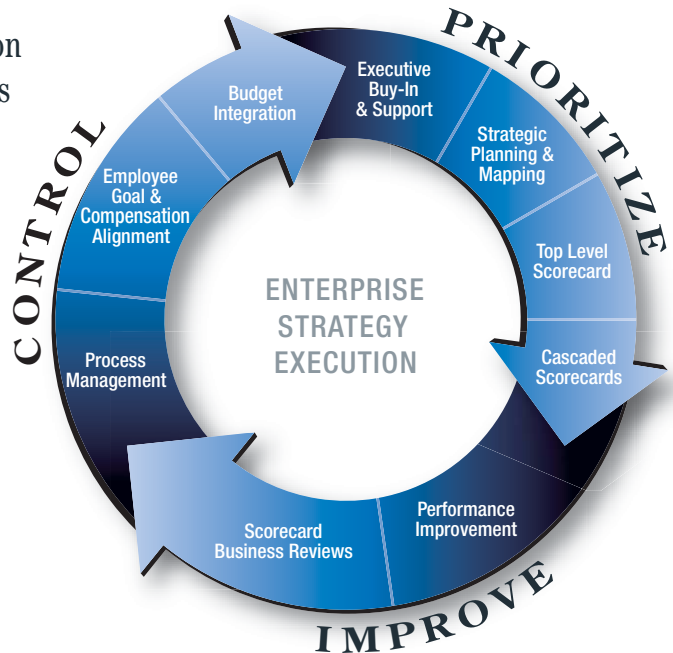 on
s
PRIORITIZE
Executive
Buy-In
& Support
Strategic
Planning &
Mapping
Top Level
Scorecard
Cascaded
Scorecards
IMPROVE
Performance
Improvement
Scorecard
Business Reviews
CONTROL
Process
Management
Employee
Goal &
Compensation
Alignment
Budget
Integration
ENTERPRISE
STRATEGY
EXECUTION